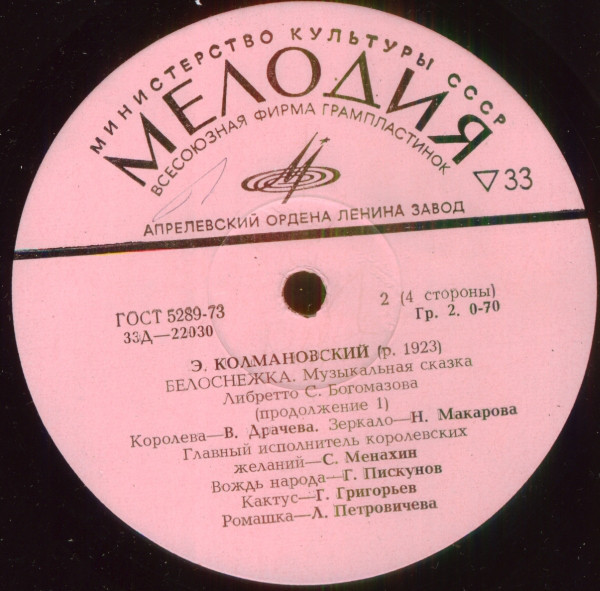 МИНИСТЕРСТВО КУЛЬТУРЫ СССР
МЕЛОДИЯ
ВСЕСОЮЗНАЯ ФИРМА ГРАМПЛАСТИНОК
33
АПРЕЛЕВСКИЙ ОРДЕНА ЛЕНИНА ЗАВОД
ГОСТ 5289-73
33Д—22030
2 (4 стороны)
Гр. 2. 0-70
Э. КОЛМАНОВСКИЙ (р. 1923)
БЕЛОСНЕЖКА. Музыкальная сказка
Либретто С. Богомазова
(продолжение 1)
Королева—В. Драчева. Зеркало—Н. Макарова
Главный исполнитель королевских
желаний—С. Менахин
Вождь народа—Г. Пискунов
Кактус—Г. Григорьев
Ромашка—Л. Петровичева